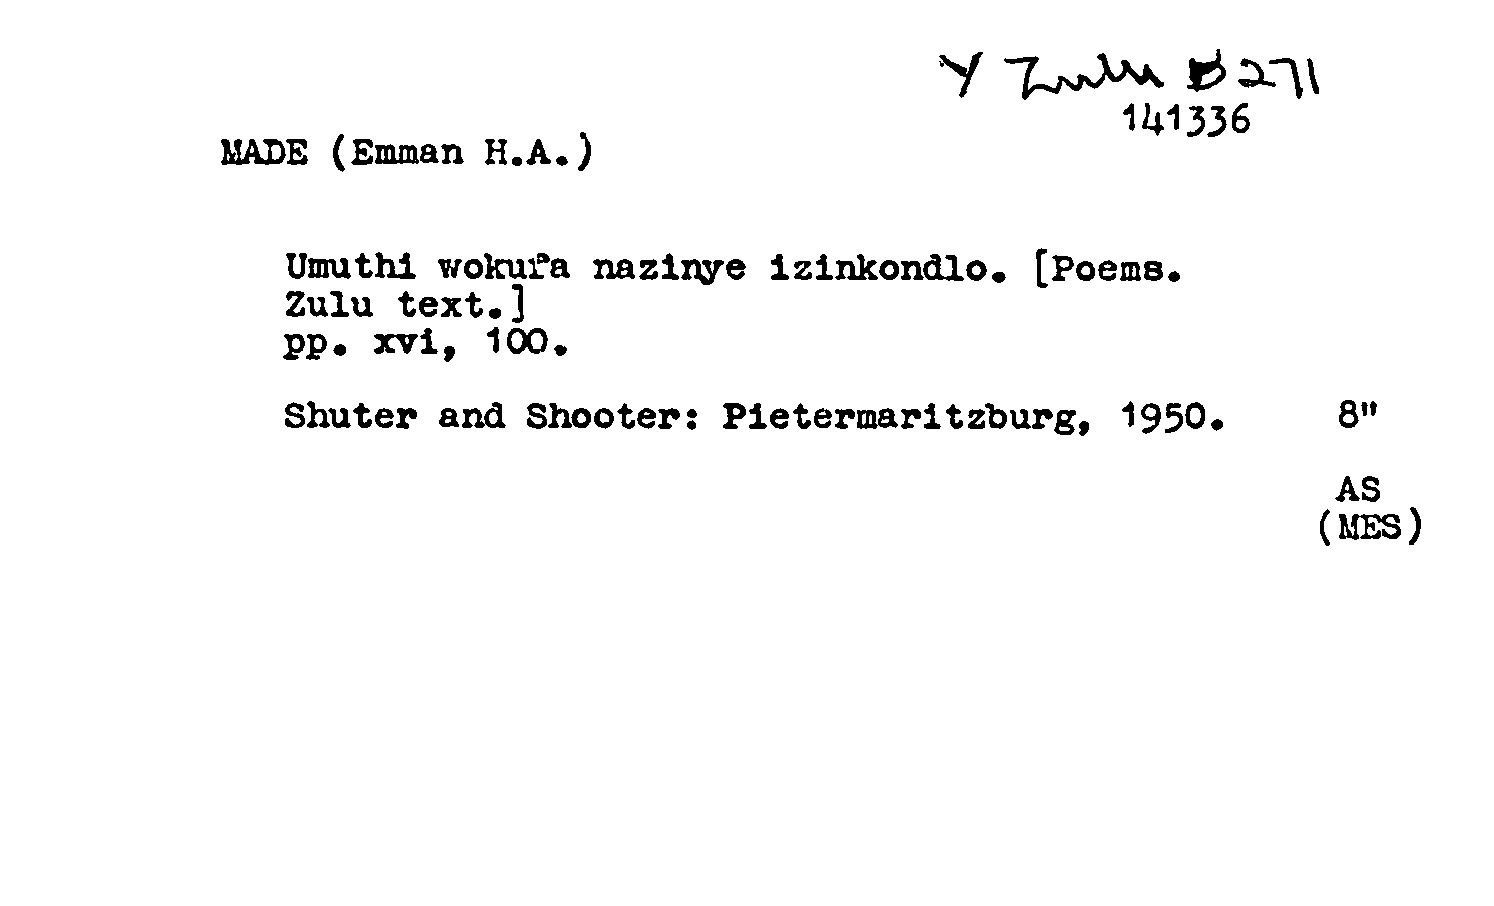 Y Zulu B271
141336
MADE (Emman H.A.)
Umuthi wokufa nazinye izinkondlo. [Poems.
Zulu text.]
pp. xvi, 100.
Shuter and Shooter: Pietermaritzburg, 1950. 8"
AS
(MES)